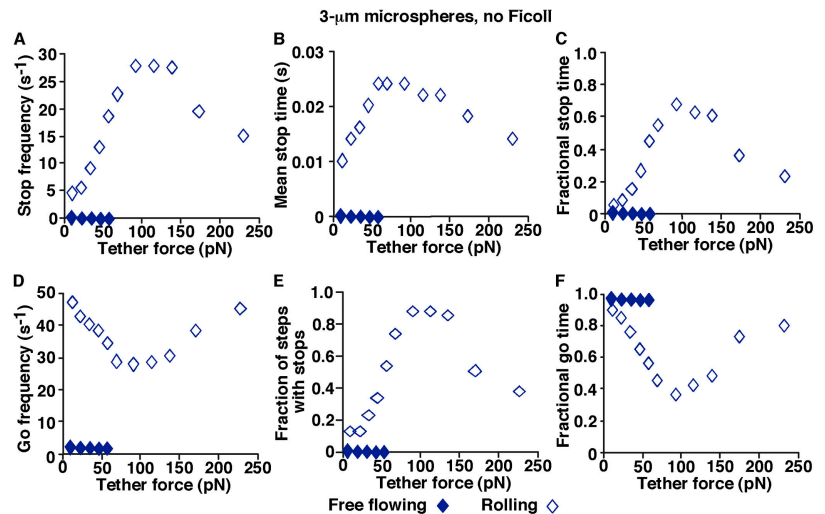 3-µm microspheres, no Ficoll
A
Stop frequency (s-1)
30
25
20
15
10
5
0
0 50 100 150 200 250
Tether force (pN)
B
Mean stop time (s)
0.03
0.02
0.01
0
0 50 100 150 200 250
Tether force (pN)
C
Fractional stop time
1.0
0.8
0.6
0.4
0.2
0
0 50 100 150 200 250
Tether force (pN)
D
Go frequency (s-1)
50
40
30
20
10
0
0 50 100 150 200 250
Tether force (pN)
E
Fraction of steps
with stops
1.0
0.8
0.6
0.4
0.2
0
0 50 100 150 200 250
Tether force (pN)
F
Fractional go time
1.0
0.8
0.6
0.4
0.2
0
0 50 100 150 200 250
Tether force (pN)
Free flowing Rolling